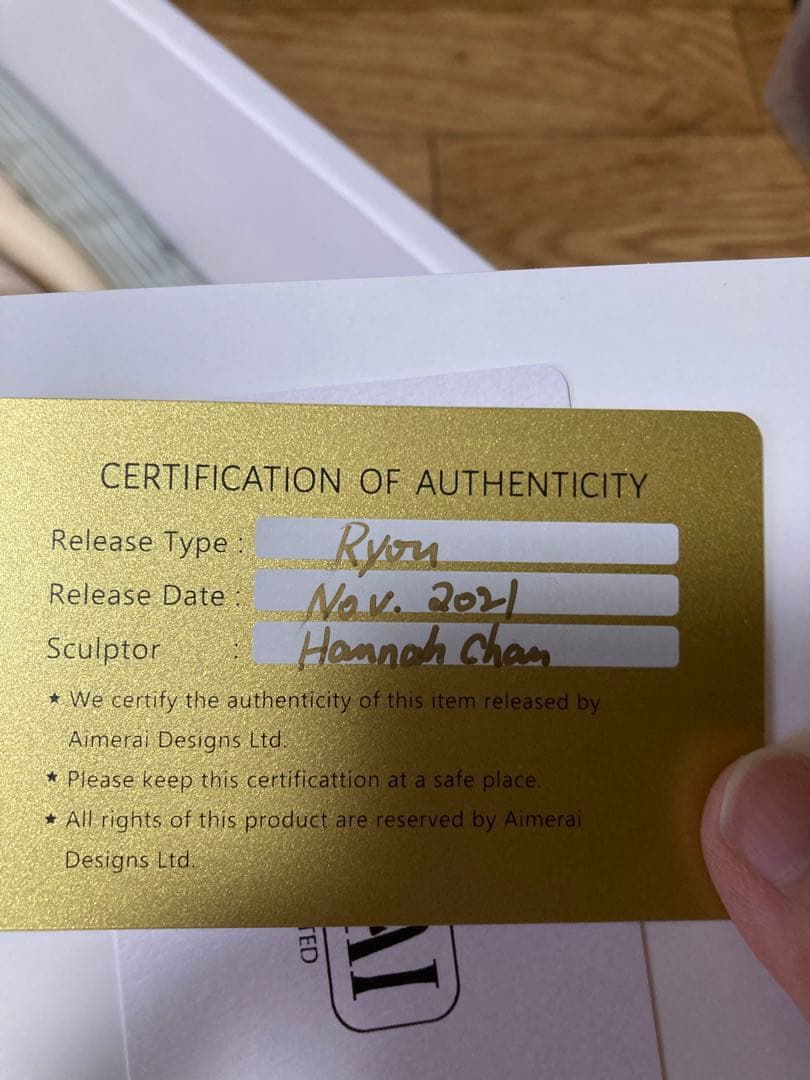 CERTIFICATION OF AUTHENTICITY
Release Type : Ryou
Release Date : Nov. 2021
Sculptor : Hannah Chan
★ We certify the authenticity of this item released by
Aimerai Designs Ltd.
★ Please keep this certificattion at a safe place.
★ All rights of this product are reserved by Aimerai
Designs Ltd.
AI
TED